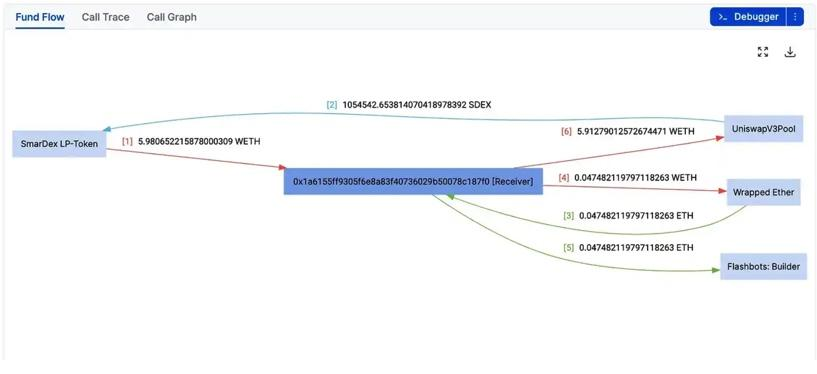 Fund Flow Call Trace Call Graph
Debugger
[2] 1054542.653814070418978392 SDEX
SmarDex LP-Token
[1] 5.980652215878000309 WETH
[6] 5.91279012572674471 WETH
UniswapV3Pool
0x1a6155ff9305f6e8a83f40736029b50078c187f0 [Receiver]
[4] 0.047482119797118263 WETH
Wrapped Ether
[3] 0.047482119797118263 ETH
[5] 0.047482119797118263 ETH
Flashbots: Builder